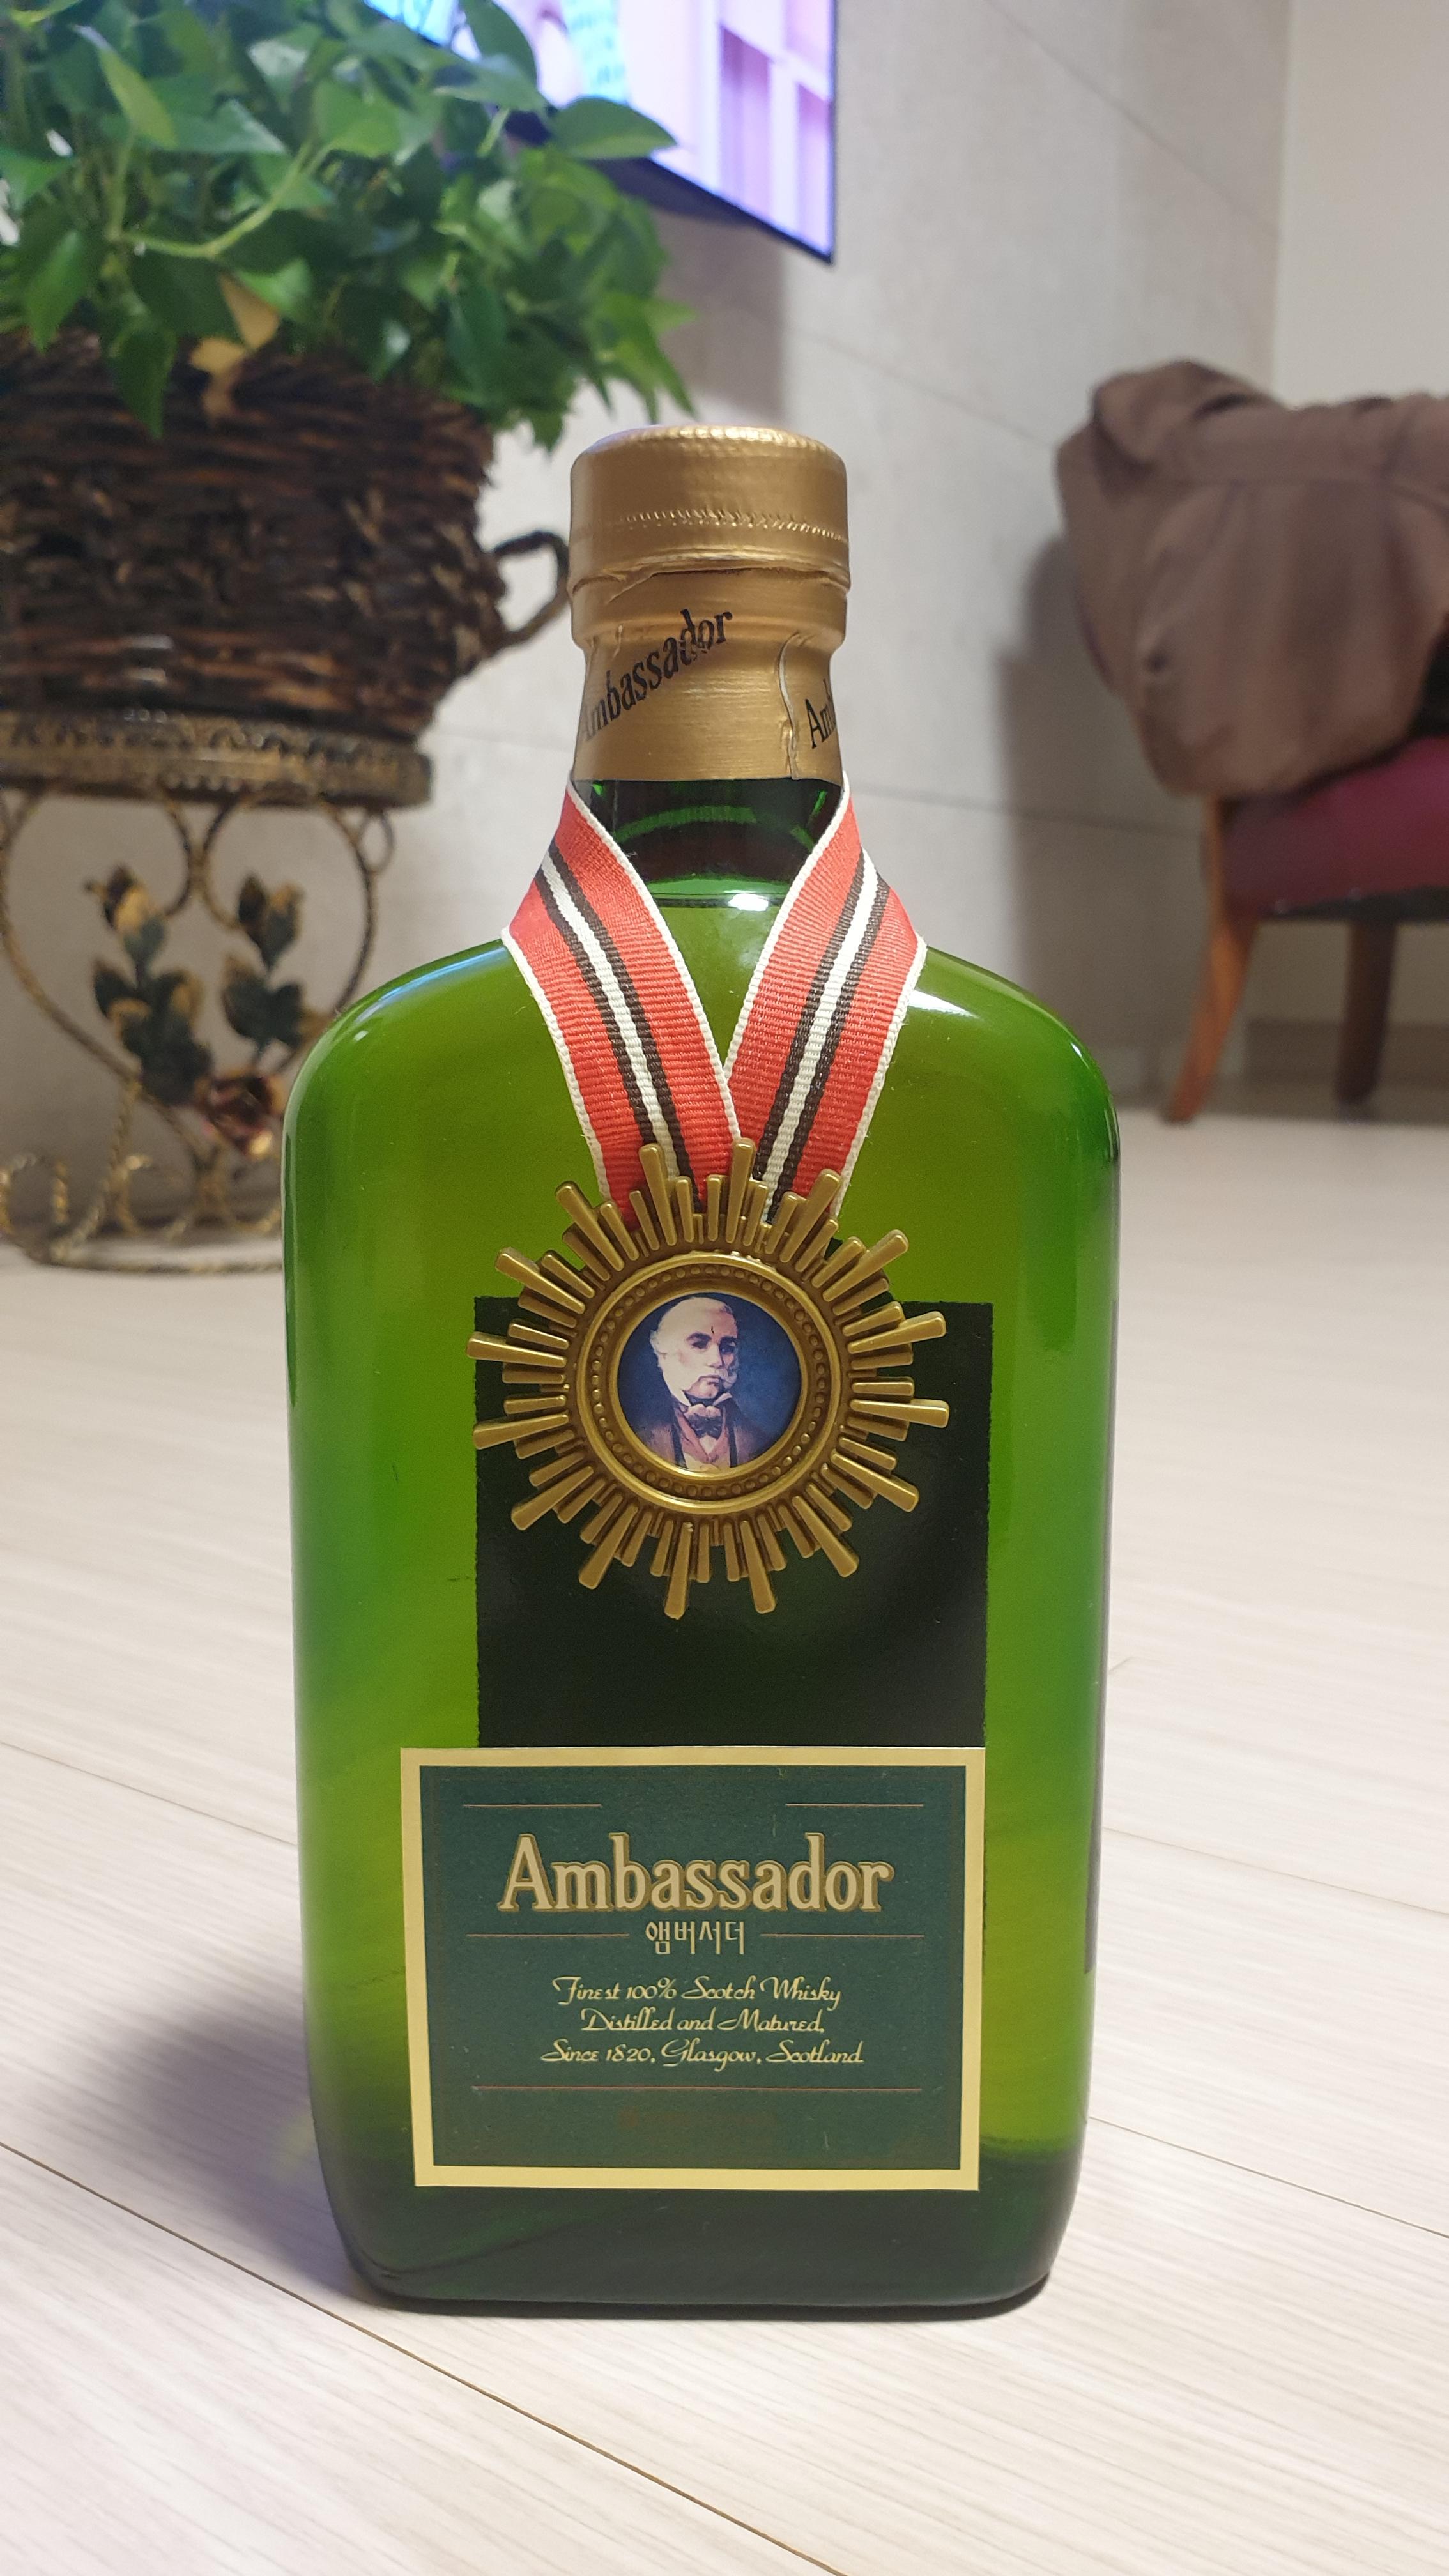 Ambassador
Ambassador
앰버서더
Finest 100% Scotch Whisky
Distilled and Matured,
Since 1820, Glasgow, Scotland